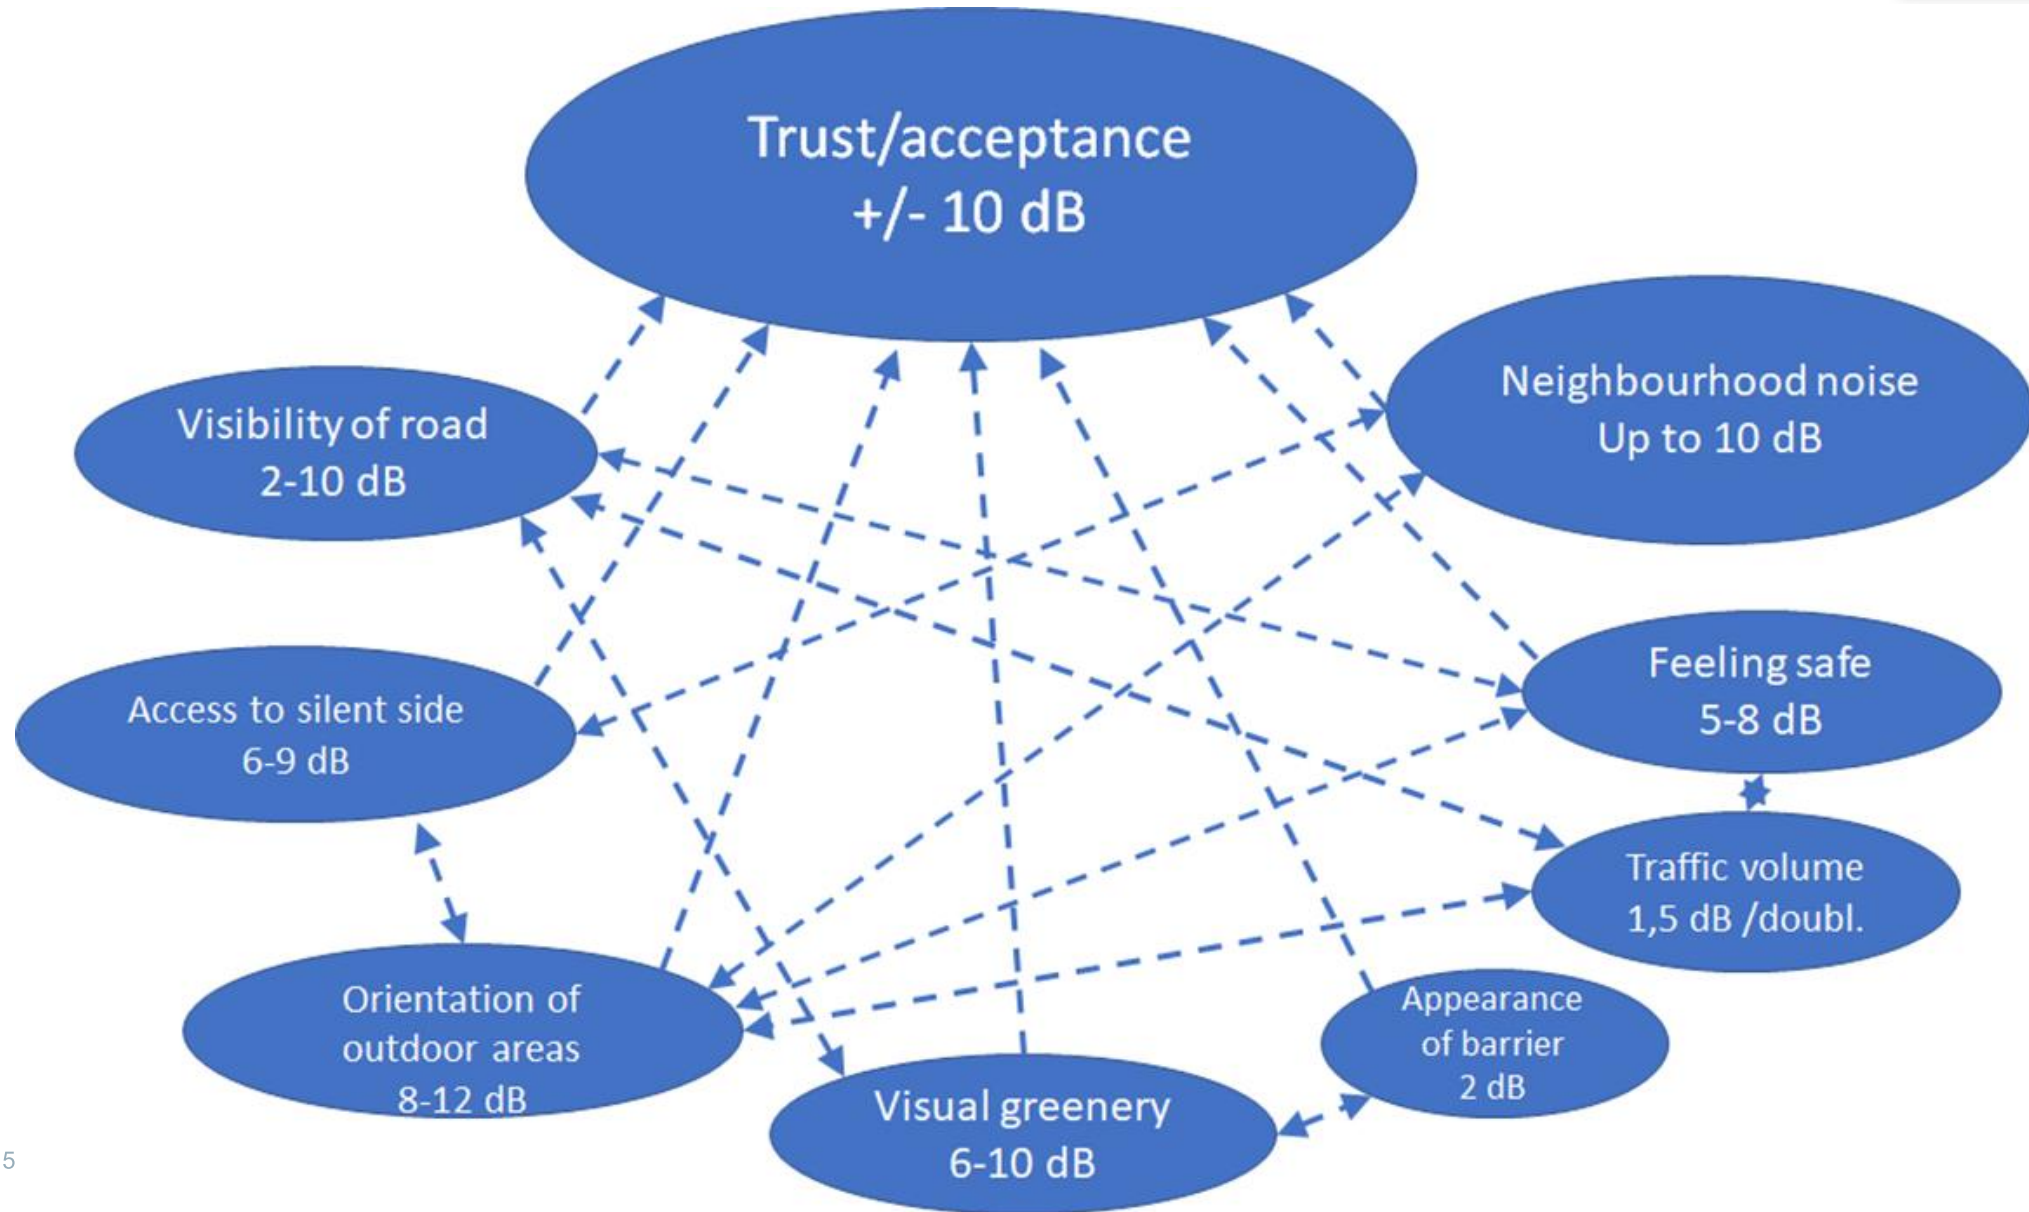 Trust/acceptance
+/- 10 dB
Neighbourhood noise
Up to 10 dB
Visibility of road
2-10 dB
Feeling safe
5-8 dB
Access to silent side
6-9 dB
Traffic volume
1,5 dB /doubl.
Orientation of
outdoor areas
8-12 dB
Appearance
of barrier
2 dB
Visual greenery
6-10 dB
5